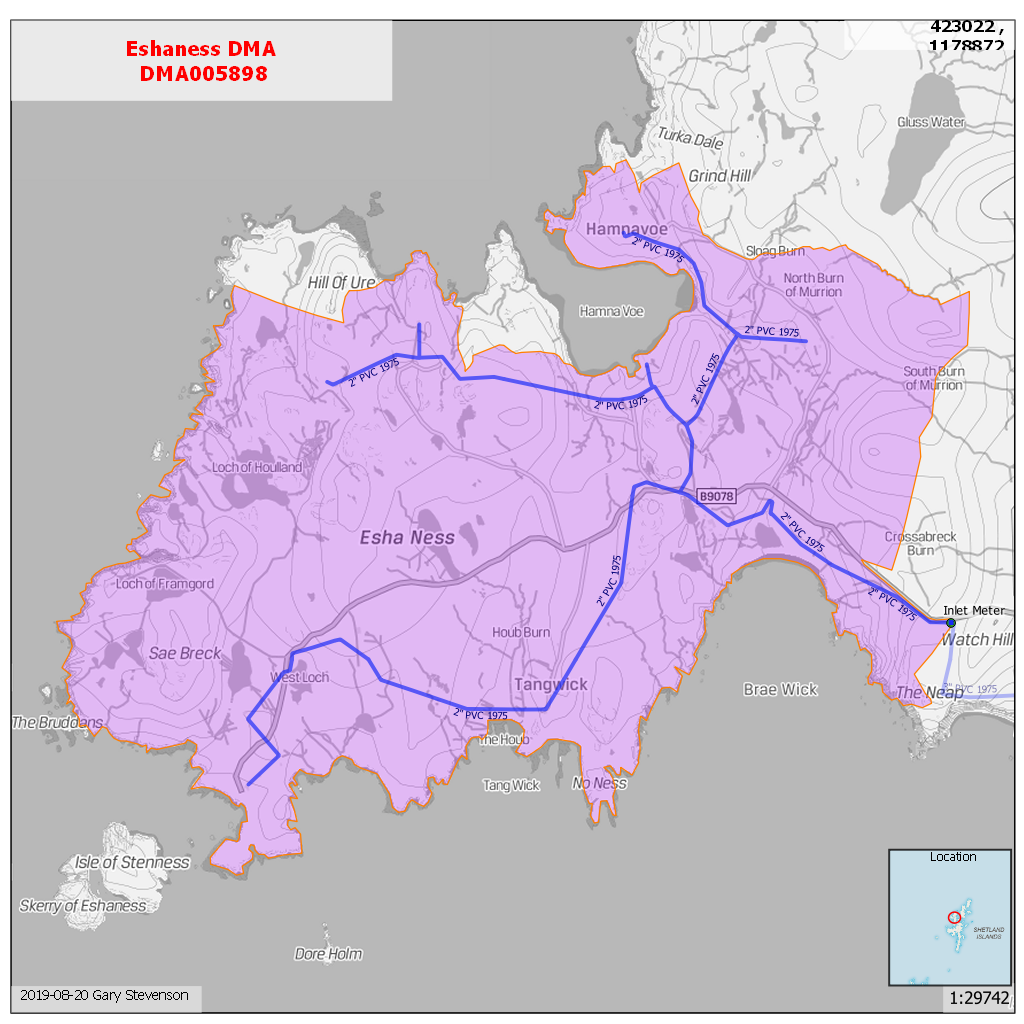 423022 ,
1178872
Eshaness DMA
DMA005898
Gluss Water
Turka Dale
Grind Hill
Hamnavoe
2" PVC 1975
Sloag Burn
Hill Of Ure
North Burn
of Murrion
Hamna Voe
2" PVC 1975
2" PVC 1975
2" PVC 1975
South Burn
of Murrion
2" PVC 1975
Loch of Houlland
B9078
Esha Ness
2" PVC 1975
Crossabreck
Burn
Loch of Framgord
2" PVC 1975
2" PVC 1975
Inlet Meter
Houb Burn
Watch Hill
Sae Breck
West Loch
Tangwick
Brae Wick
The Neap
2" PVC 1975
2" PVC 1975
The Bruddans
The Houb
Tang Wick
No Ness
Isle of Stenness
Location
Skerry of Eshaness
SHETLAND
ISLANDS
Dore Holm
2019-08-20 Gary Stevenson
1:29742